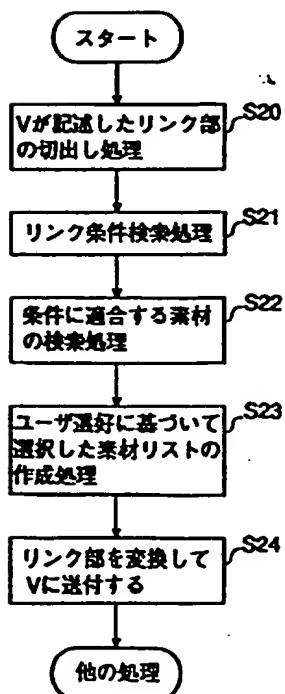 スタート
S20
Vが記述したリンク部
の切出し処理
S21
リンク条件検索処理
S22
条件に適合する素材
の検索処理
S23
ユーザ選好に基づいて
選択した素材リストの
作成処理
S24
リンク部を変換して
Vに送付する
他の処理